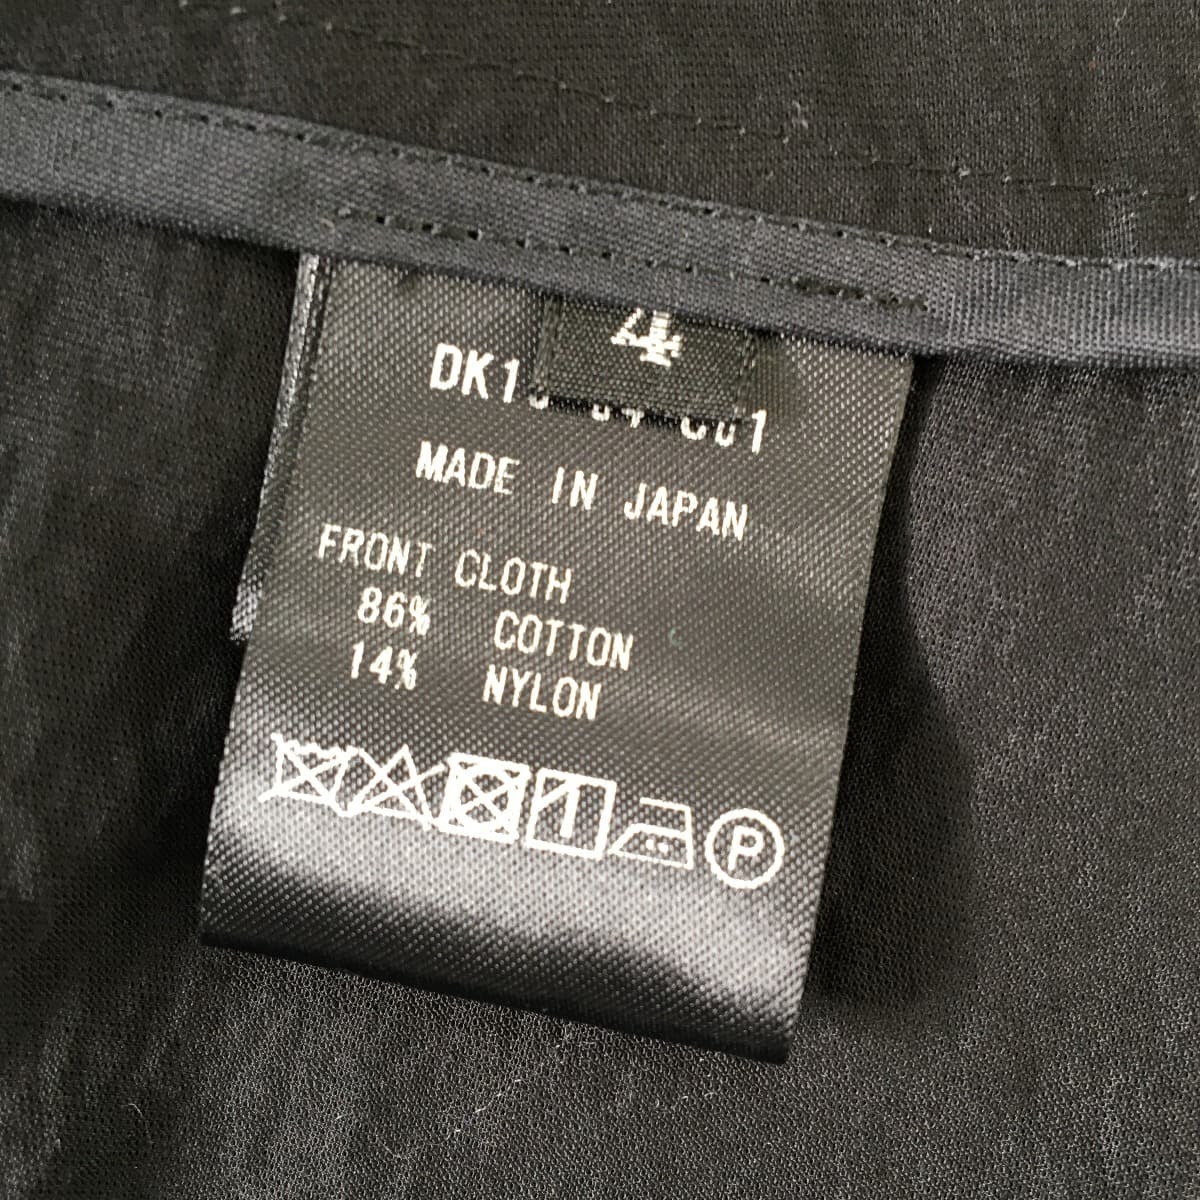 4
MADE IN JAPAN
FRONT CLOTH
86% COTTON
14% NYLON
P